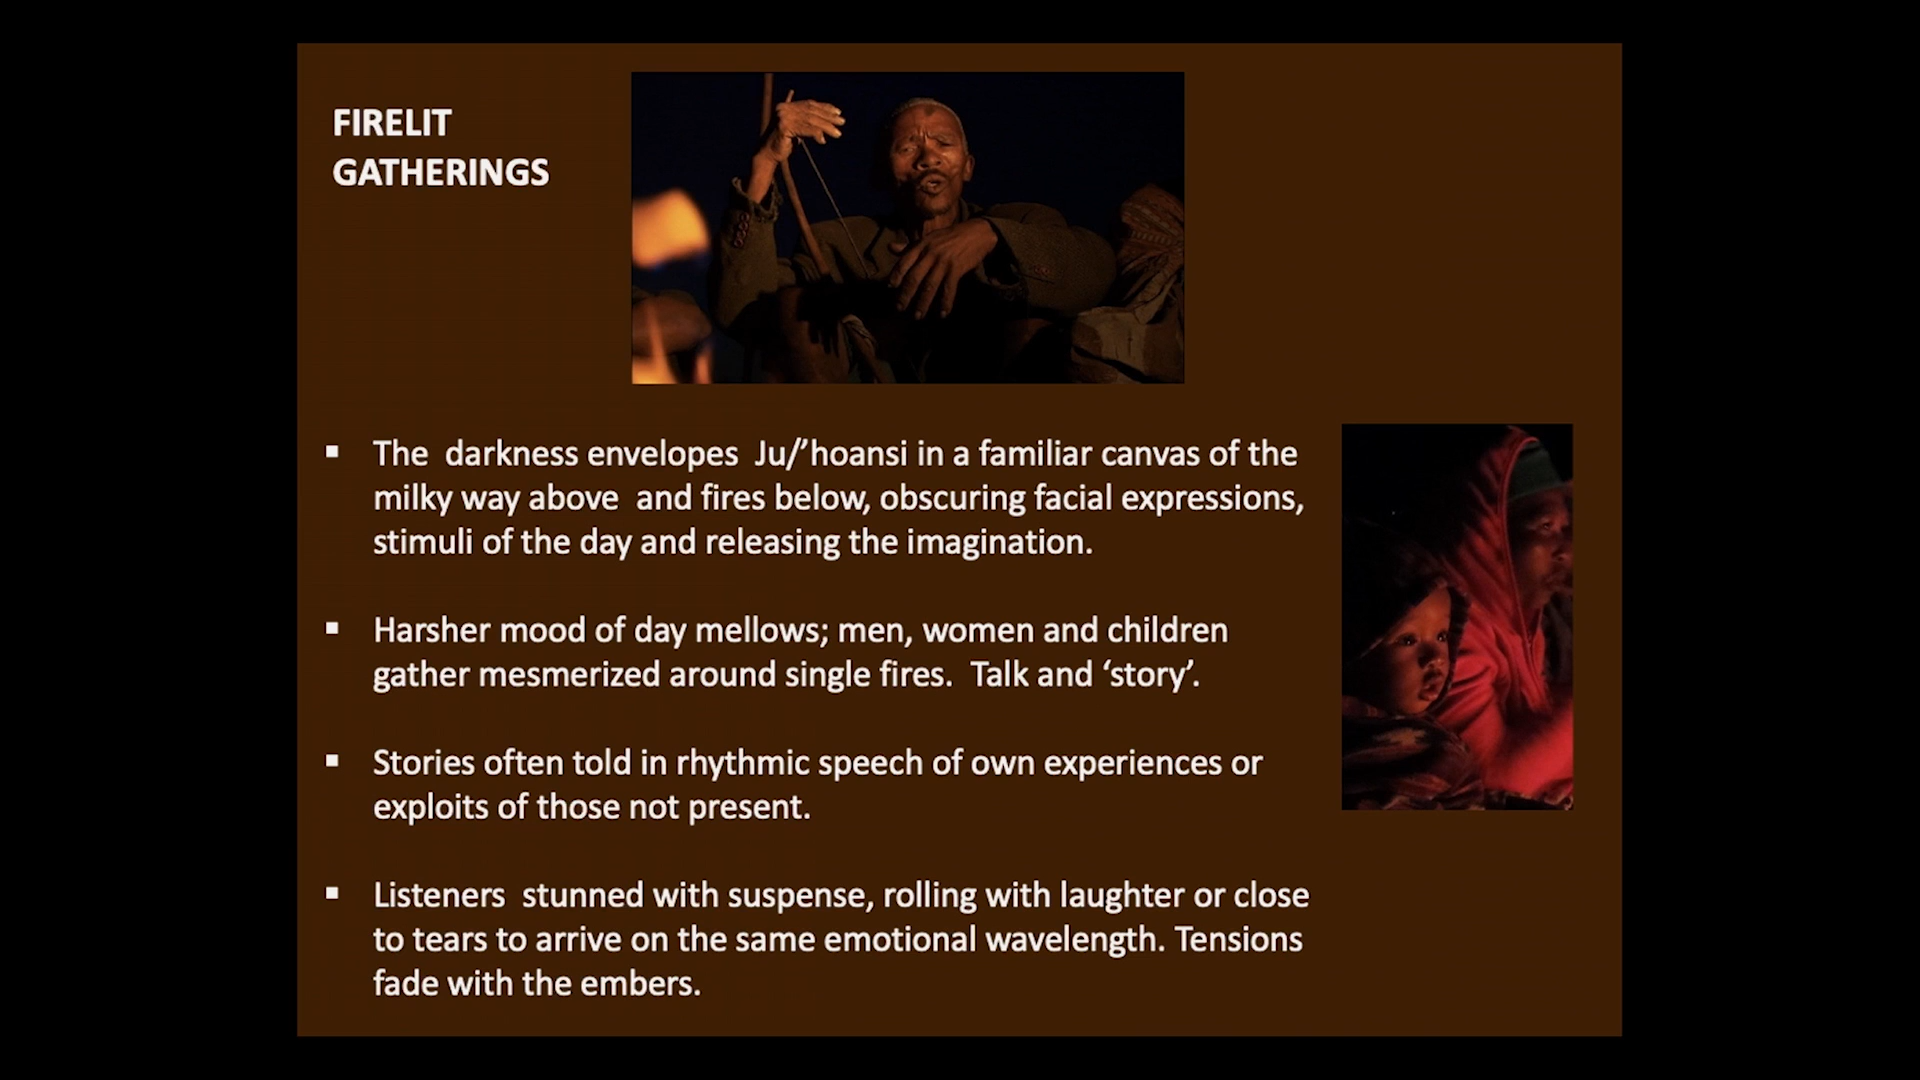 FIRELIT
GATHERINGS
▪ The  darkness envelopes  Ju/’hoansi in a familiar canvas of the
milky way above  and fires below, obscuring facial expressions,
stimuli of the day and releasing the imagination.
▪ Harsher mood of day mellows; men, women and children
gather mesmerized around single fires.  Talk and ‘story’.
▪ Stories often told in rhythmic speech of own experiences or
exploits of those not present.
▪ Listeners  stunned with suspense, rolling with laughter or close
to tears to arrive on the same emotional wavelength. Tensions
fade with the embers.